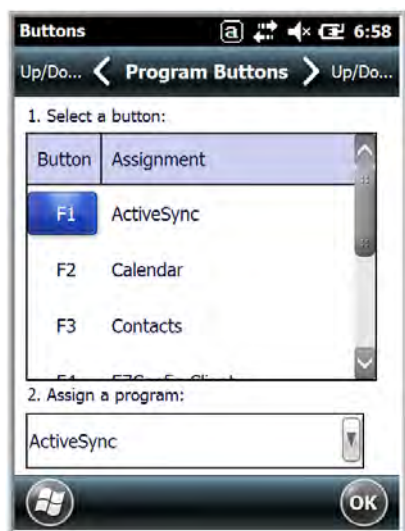 Buttons a 6:58
Up/Do... Program Buttons Up/Do...
1. Select a button:
Button Assignment
F1 ActiveSync
F2 Calendar
F3 Contacts
2. Assign a program:
ActiveSync
OK